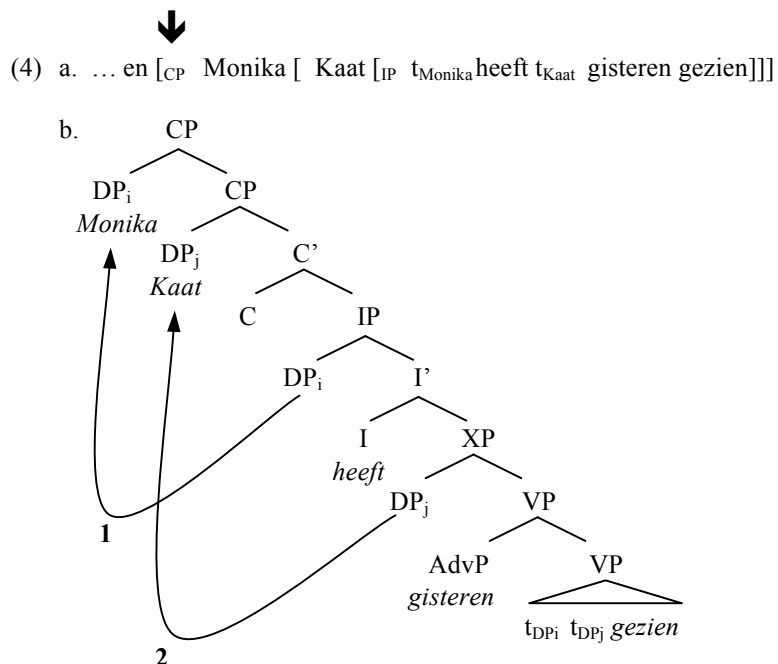 (4) a. … en [CP Monika [ Kaat [IP tMonika heeft tKaat gisteren gezien]]]
b.
CP
DPi CP
Monika
DPj C’
Kaat
C IP
DPi I’
I XP
heeft
DPj VP
1
AdvP VP
gisteren
tDPi tDPj gezien
2